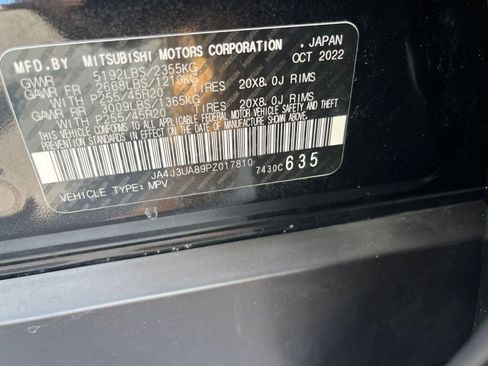 MFD.BY MITSUBISHI MOTORS CORPORATION , JAPAN
GVWR 5192LBS/2355KG OCT 2022
GAWR FR 2668LBS/1210KG
WITH P255/45R20 TIRES 20X8.0J RIMS
GAWR RR 3009LBS/1365KG
WITH P255/45R20 TIRES 20X8.0J RIMS
THIS VEHICLE CONFORMS TO ALL APPLICABLE FEDERAL MOTOR VEHICLE SAFETY, BUMPER, AND THEFT
PREVENTION STANDARDS IN EFFECT ON THE DATE OF MANUFACTURE SHOWN ABOVE.
JA4J3UA89PZ017810 7430C 635
VEHICLE TYPE: MPV